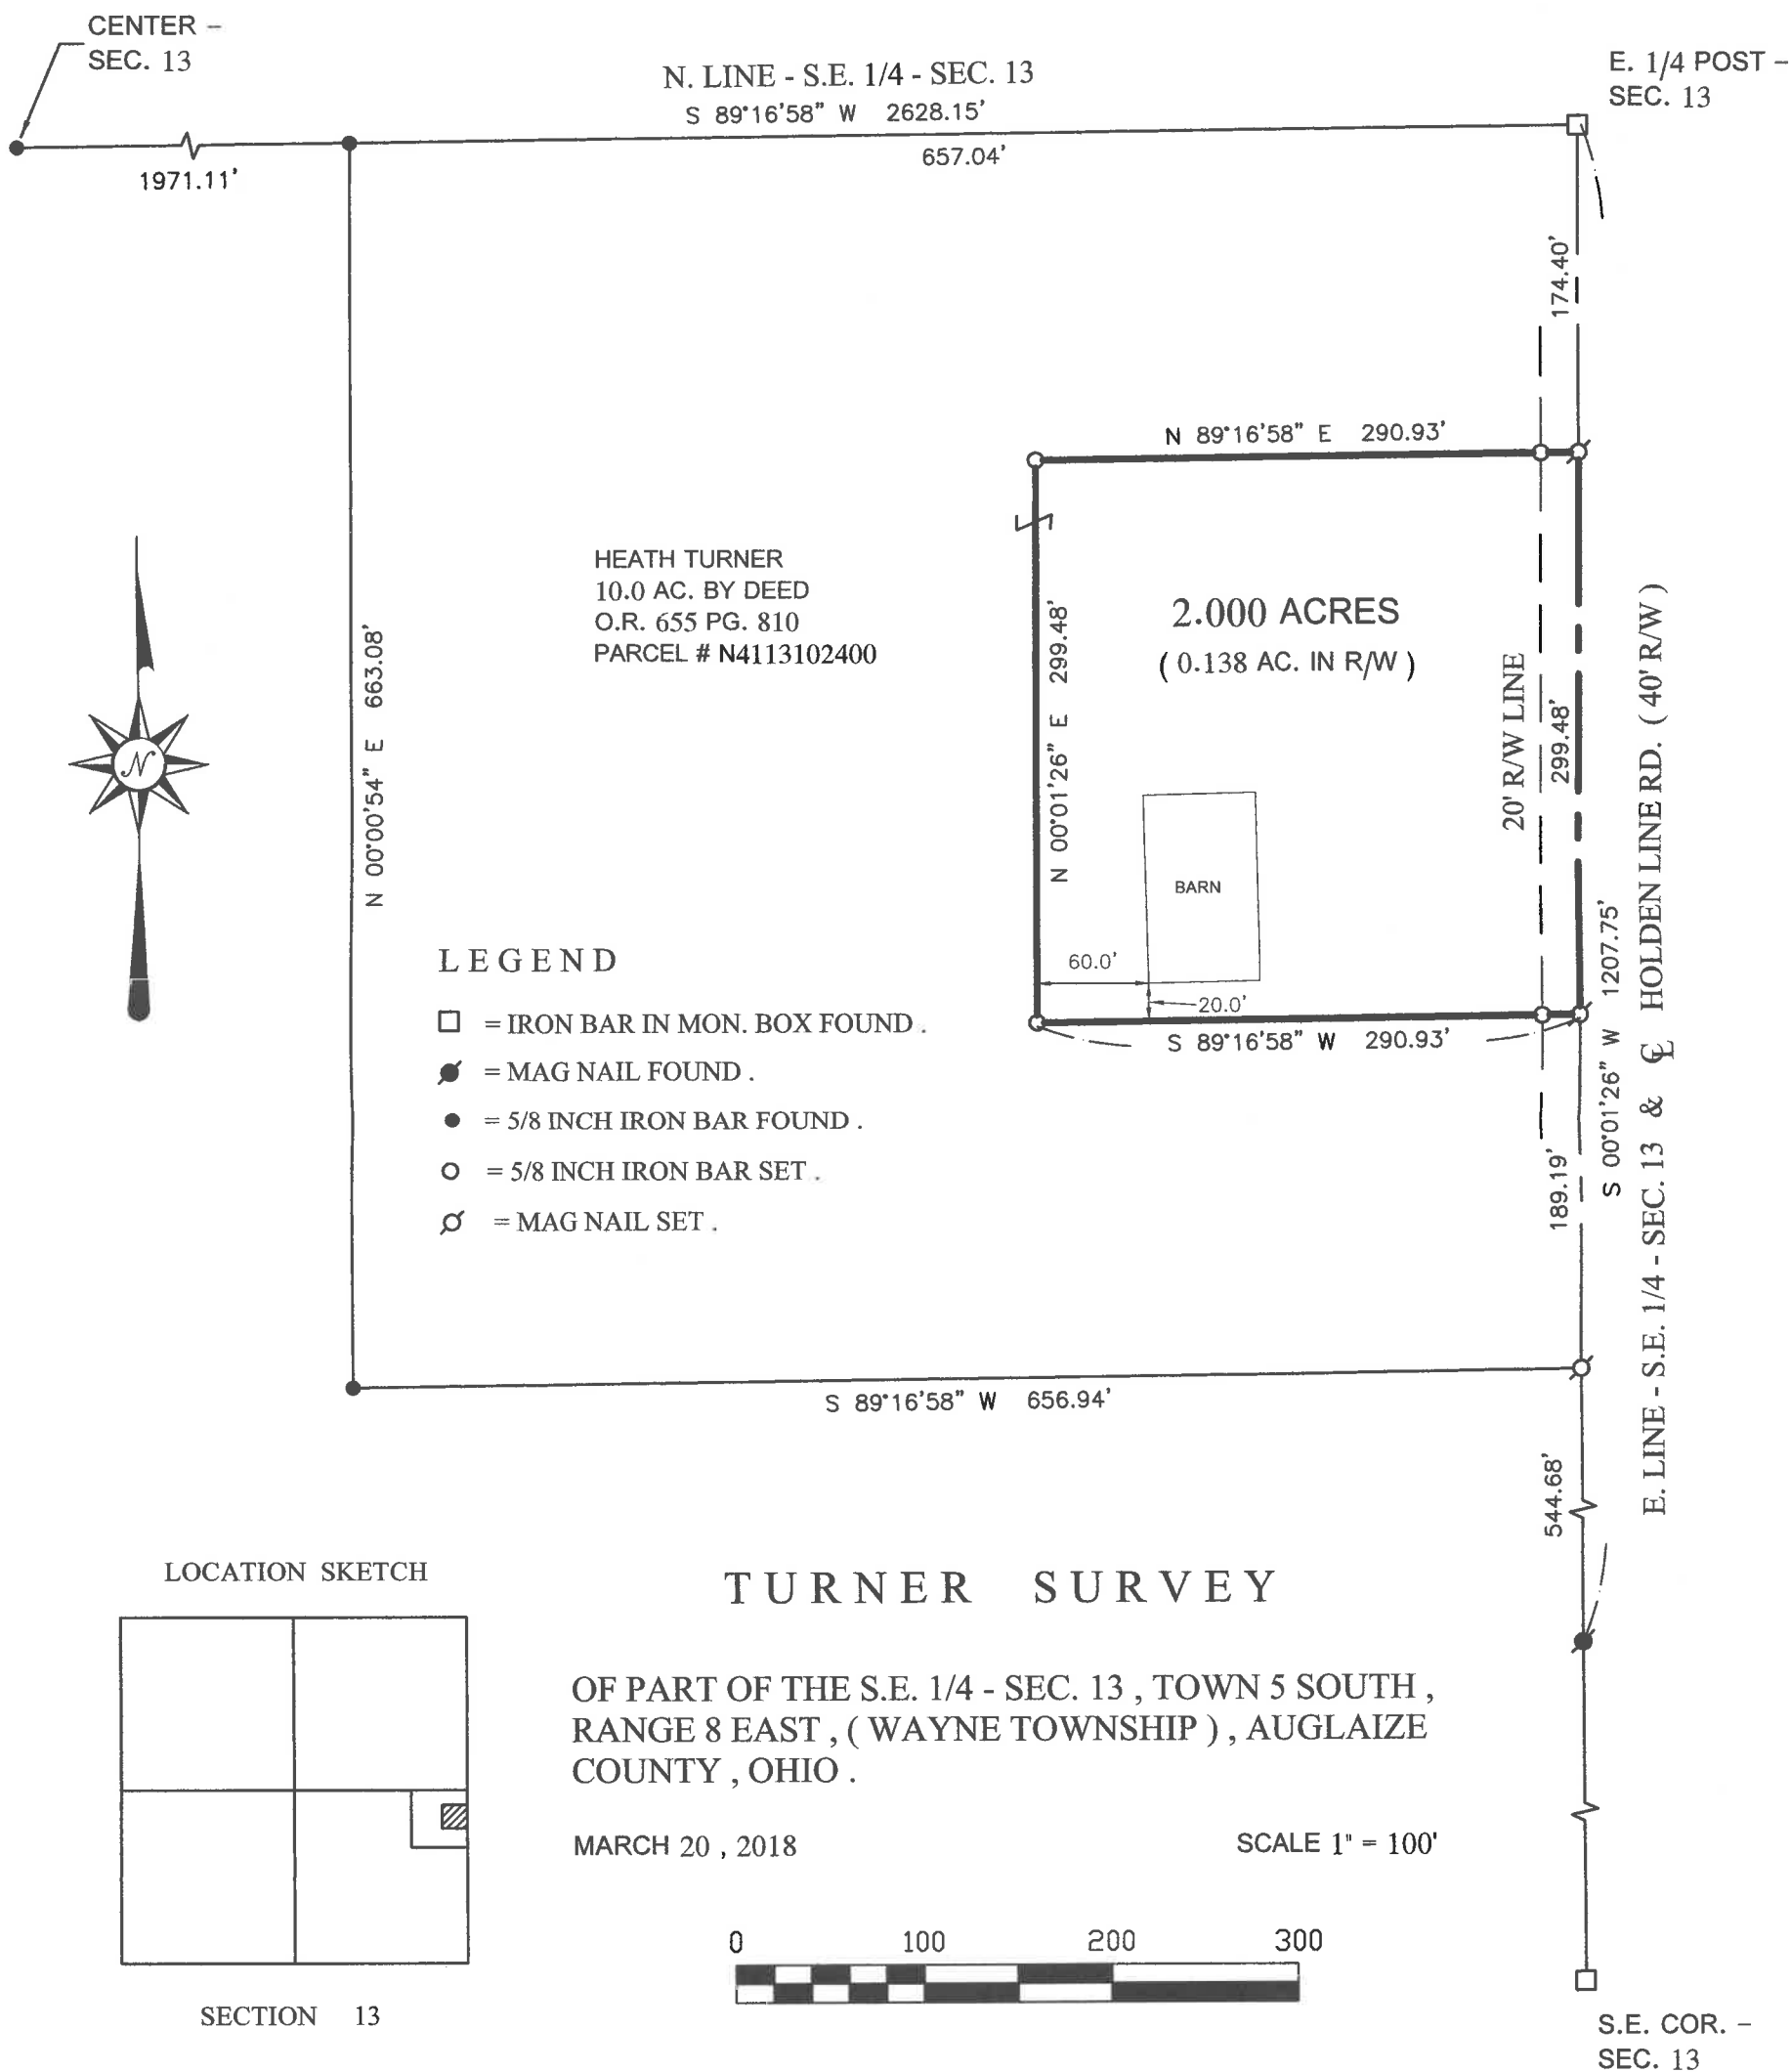 CENTER -
SEC. 13
N. LINE - S.E. 1/4 - SEC. 13
S 89°16'58" W 2628.15'
E. 1/4 POST -
SEC. 13
1971.11'
657.04'
174.40'
N 89°16'58" E 290.93'
HEATH TURNER
10.0 AC. BY DEED
O.R. 655 PG. 810
PARCEL # N4113102400
2.000 ACRES
( 0.138 AC. IN R/W )
N 00°00'54" E 663.08'
N 00°01'26" E 299.48'
20' R/W LINE
299.48'
N
BARN
60.0'
20.0'
S 89°16'58" W 290.93'
S 00°01'26" W 1207.75'
E. LINE - S.E. 1/4 - SEC. 13 & ℄ HOLDEN LINE RD. ( 40' R/W )
LEGEND
= IRON BAR IN MON. BOX FOUND .
= MAG NAIL FOUND .
= 5/8 INCH IRON BAR FOUND .
= 5/8 INCH IRON BAR SET .
= MAG NAIL SET .
189.19'
S 89°16'58" W 656.94'
544.68'
LOCATION SKETCH
SECTION 13
TURNER SURVEY
OF PART OF THE S.E. 1/4 - SEC. 13 , TOWN 5 SOUTH ,
RANGE 8 EAST , ( WAYNE TOWNSHIP ) , AUGLAIZE
COUNTY , OHIO .
MARCH 20 , 2018
SCALE 1" = 100'
0 100 200 300
S.E. COR. -
SEC. 13